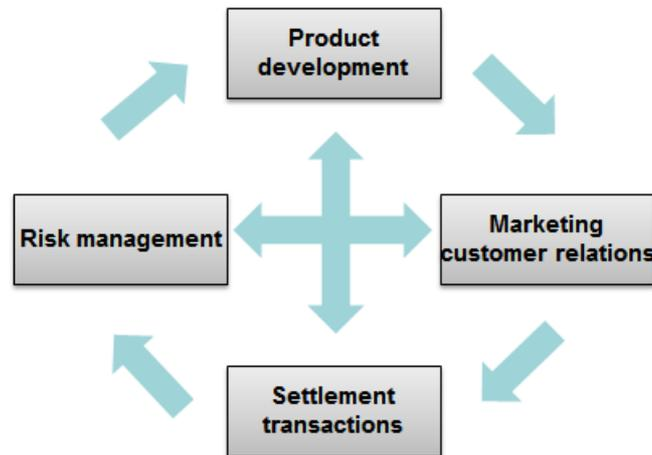 Product
development
Risk management
Marketing
customer relations
Settlement
transactions